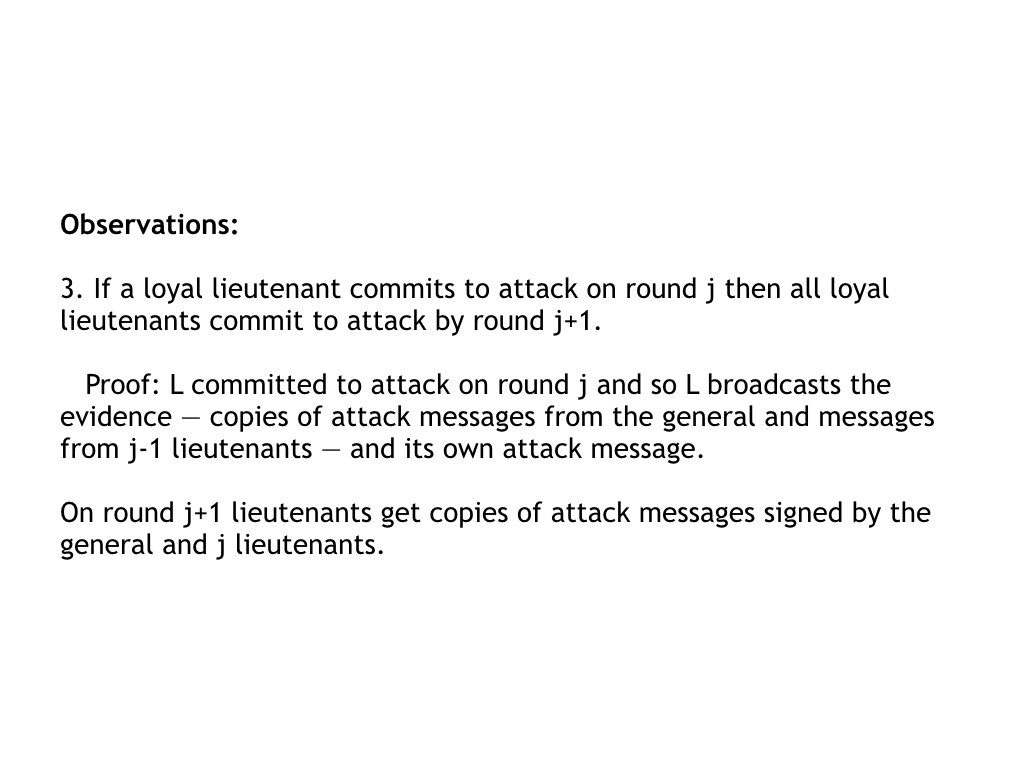 Observations:
3. If a loyal lieutenant commits to attack on round j then all loyal
lieutenants commit to attack by round j+1.
Proof: L committed to attack on round j and so L broadcasts the
evidence — copies of attack messages from the general and messages
from j-1 lieutenants — and its own attack message.
On round j+1 lieutenants get copies of attack messages signed by the
general and j lieutenants.